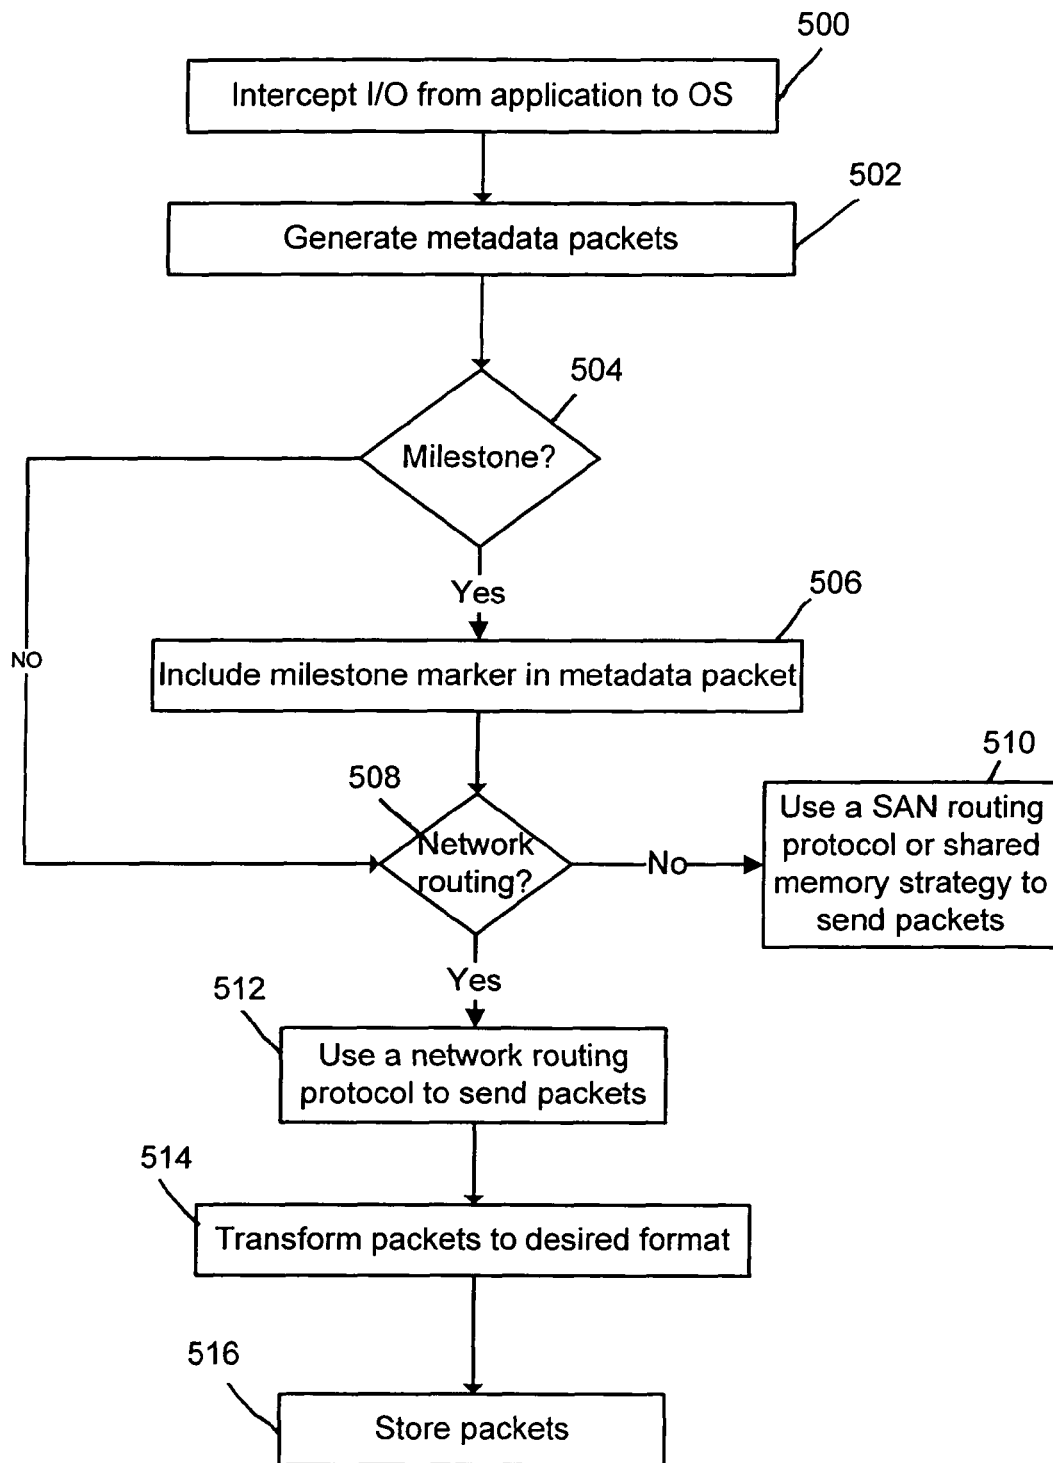 500
Intercept I/O from application to OS
502
Generate metadata packets
504
Milestone?
Yes
506
NO
Include milestone marker in metadata packet
508
Network
routing?
No
510
Use a SAN routing
protocol or shared
memory strategy to
send packets
Yes
512
Use a network routing
protocol to send packets
514
Transform packets to desired format
516
Store packets